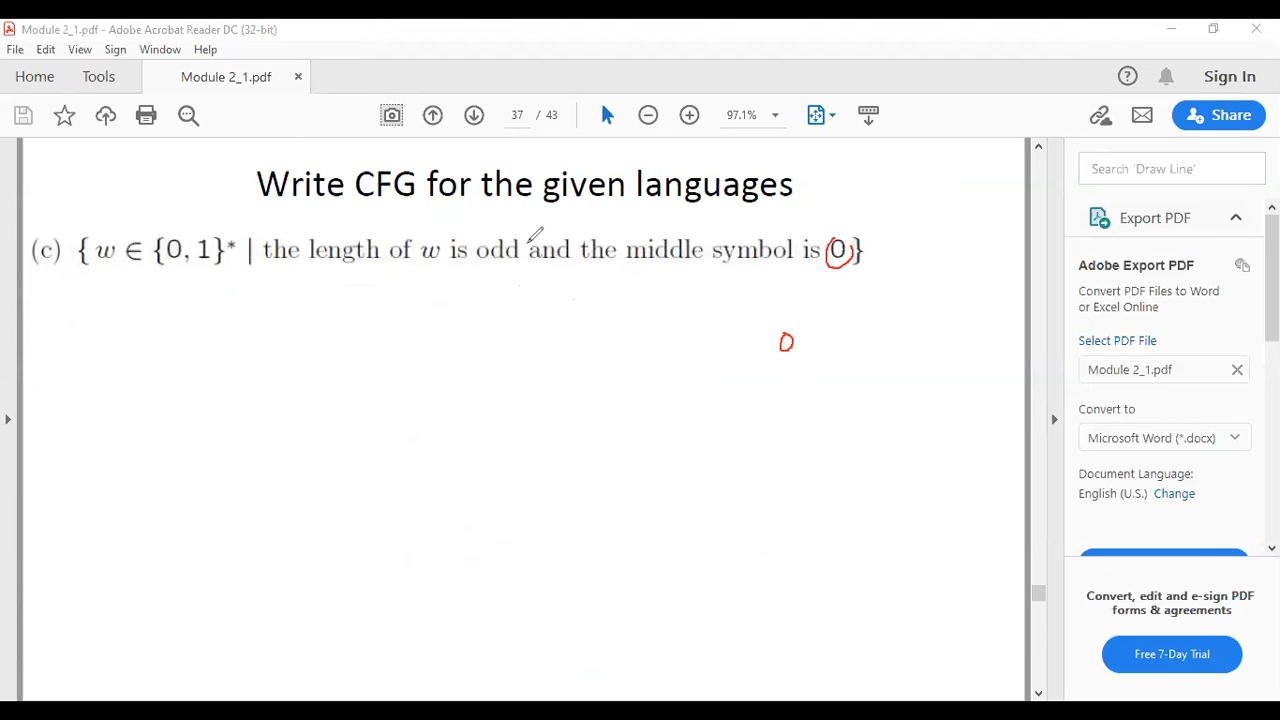 Module 2_1.pdf - Adobe Acrobat Reader DC (32-bit)
File Edit View Sign Window Help
Home Tools Module 2_1.pdf × Sign In
37 / 43 97.1% Share
Write CFG for the given languages
(c) { w ∈ {0, 1}* | the length of w is odd and the middle symbol is 0}
0
Search 'Draw Line'
Export PDF
Adobe Export PDF
Convert PDF Files to Word
or Excel Online
Select PDF File
Module 2_1.pdf
Convert to
Microsoft Word (*.docx)
Document Language:
English (U.S.) Change
Convert, edit and e-sign PDF
forms & agreements
Free 7-Day Trial